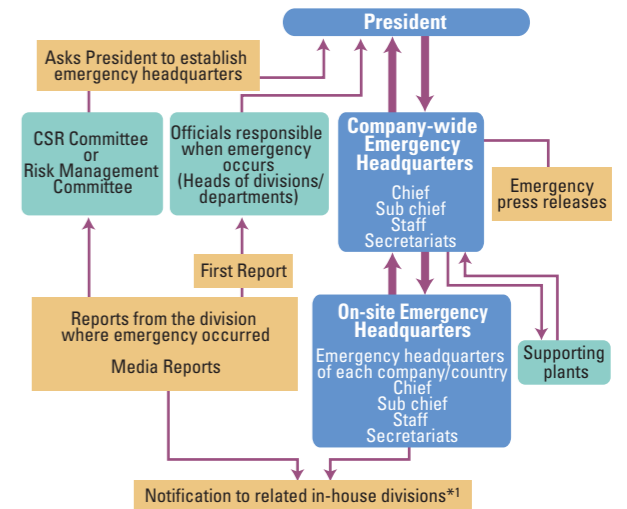 President
Asks President to establish
emergency headquarters
CSR Committee
or
Risk Management
Committee
Officials responsible
when emergency
occurs
(Heads of divisions/
departments)
Company-wide
Emergency
Headquarters
Chief
Sub chief
Staff
Secretariats
Emergency
press releases
First Report
Reports from the division
where emergency occurred
Media Reports
On-site Emergency
Headquarters
Emergency headquarters
of each company/country
Chief
Sub chief
Staff
Secretariats
Supporting
plants
Notification to related in-house divisions*1